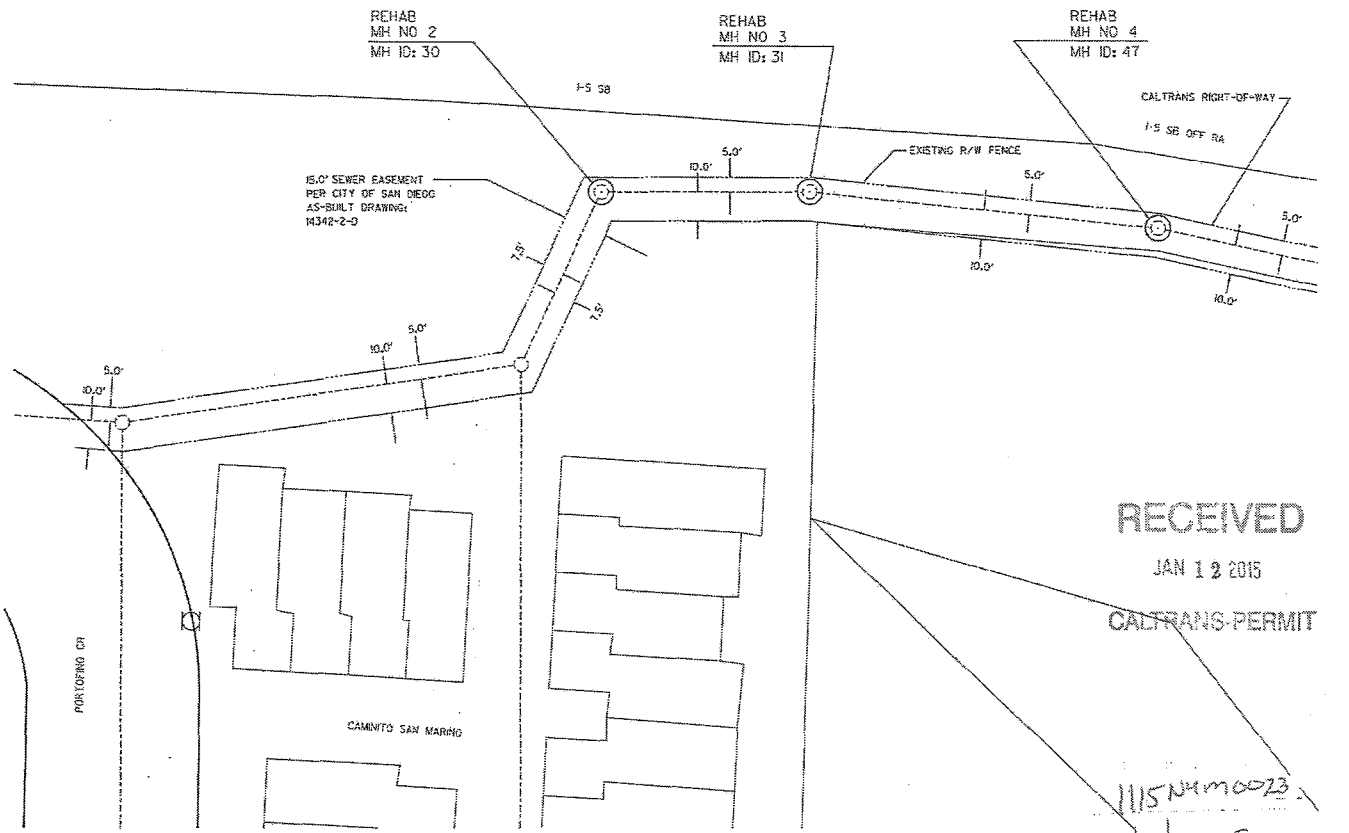 REHAB
MH NO 2
MH ID: 30
REHAB
MH NO 3
MH ID: 31
REHAB
MH NO 4
MH ID: 47
I-5 SB
CALTRANS RIGHT-OF-WAY
I-5 SB OFF RA
EXISTING R/W FENCE
15.0' SEWER EASEMENT
PER CITY OF SAN DIEGO
AS-BUILT DRAWING:
14342-2-D
10.0'
5.0'
5.0'
5.0'
10.0'
10.0'
7.5'
7.5'
10.0'
5.0'
10.0'
5.0'
RECEIVED
JAN 12 2015
CALTRANS-PERMIT
PORTOFINO CR
CAMINITO SAN MARINO
1115N4M0023